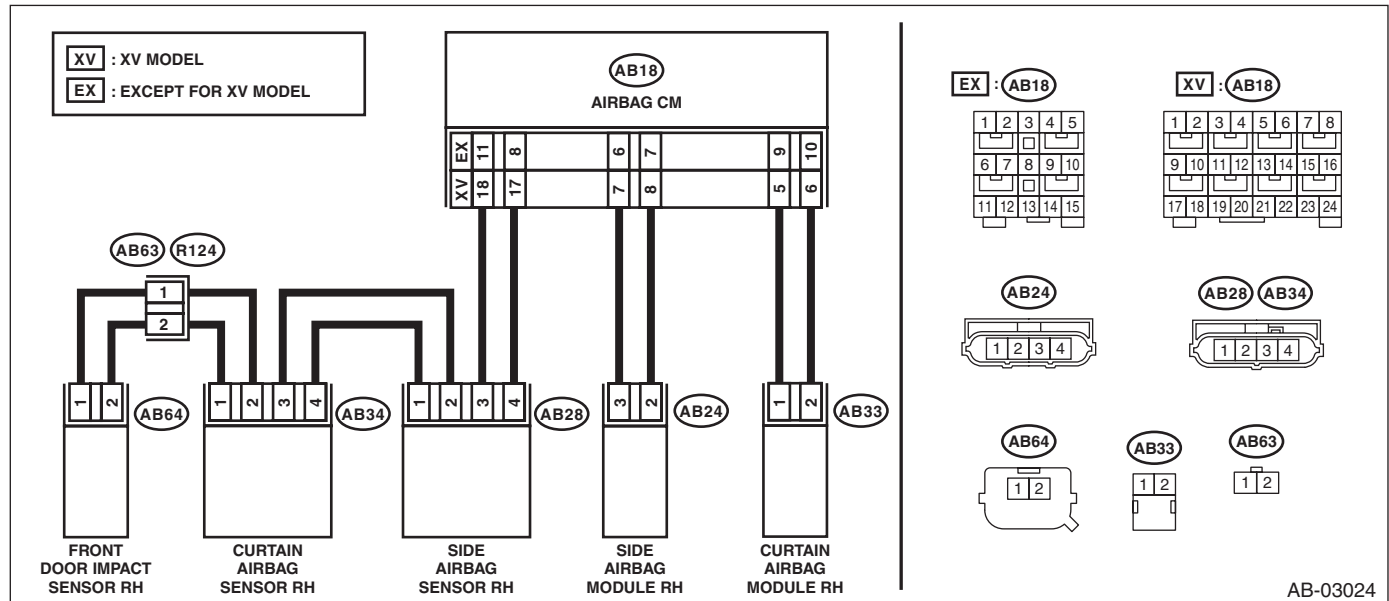 XV : XV MODEL
EX : EXCEPT FOR XV MODEL
AB18
AIRBAG CM
EX 11 8 6 7 9 10
XV 18 17 7 8 5 6
AB63 R124
1
2
1 2 AB64
1 2 3 4 AB34
1 2 3 4 AB28
3 2 AB24
1 2 AB33
FRONT
DOOR IMPACT
SENSOR RH
CURTAIN
AIRBAG
SENSOR RH
SIDE
AIRBAG
SENSOR RH
SIDE
AIRBAG
MODULE RH
CURTAIN
AIRBAG
MODULE RH
EX : AB18
1 2 3 4 5
6 7 8 9 10
11 12 13 14 15
XV : AB18
1 2 3 4 5 6 7 8
9 10 11 12 13 14 15 16
17 18 19 20 21 22 23 24
AB24
1 2 3 4
AB28 AB34
1 2 3 4
AB64
1 2
AB33
1 2
AB63
1 2
AB-03024